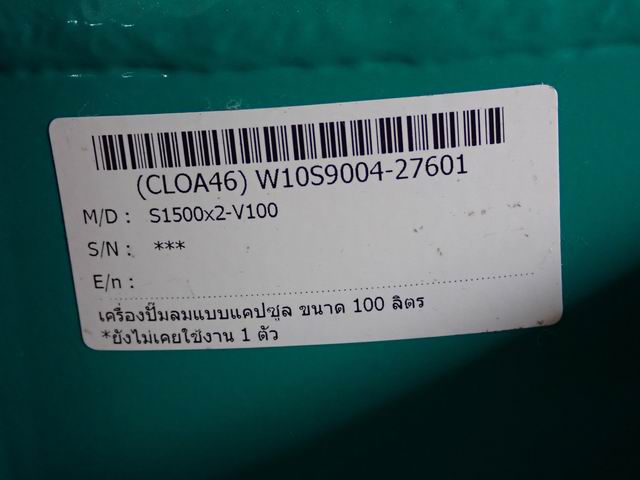 (CLOA46) W10S9004-27601
M/D : S1500x2-V100
S/N : ***
E/n :
เครื่องปั๊มลมแบบแคปซูล ขนาด 100 ลิตร
*ยังไม่เคยใช้งาน 1 ตัว